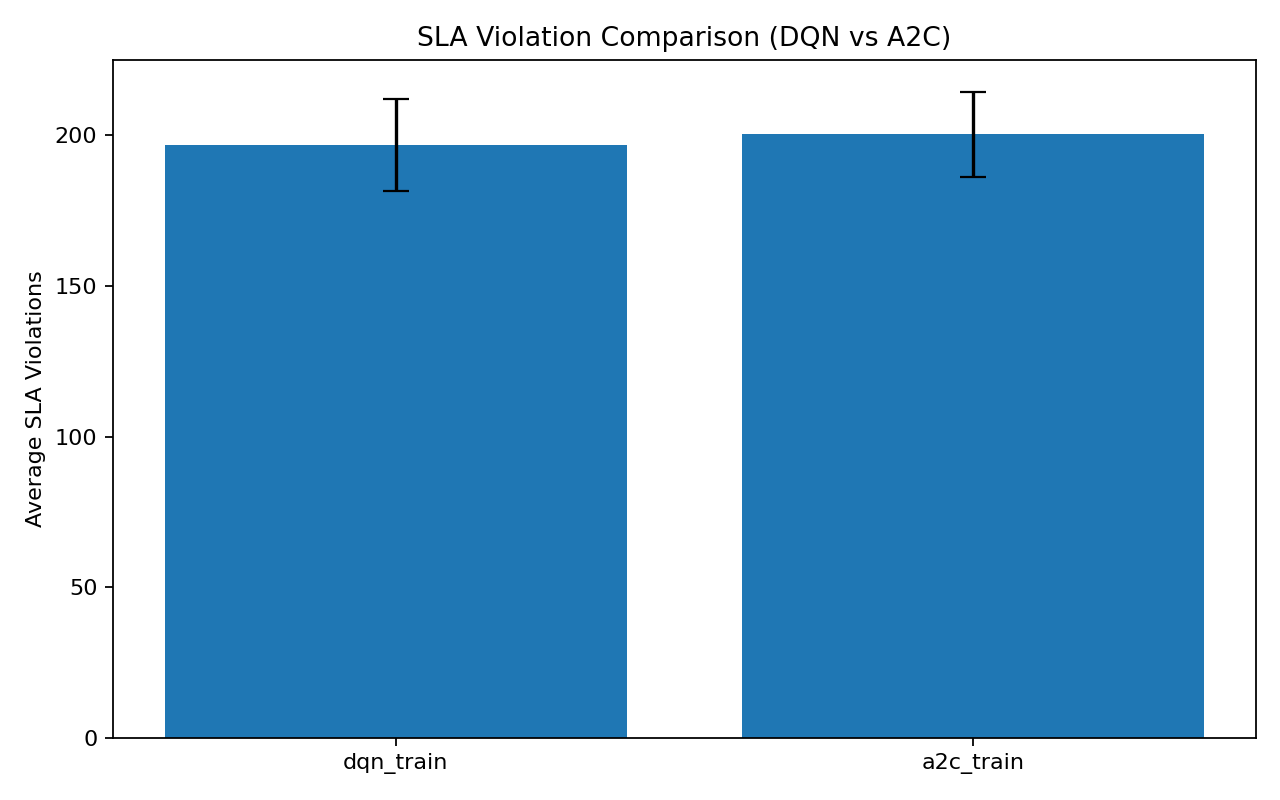 SLA Violation Comparison (DQN vs A2C)
Average SLA Violations
200
150
100
50
0
dqn_train
a2c_train